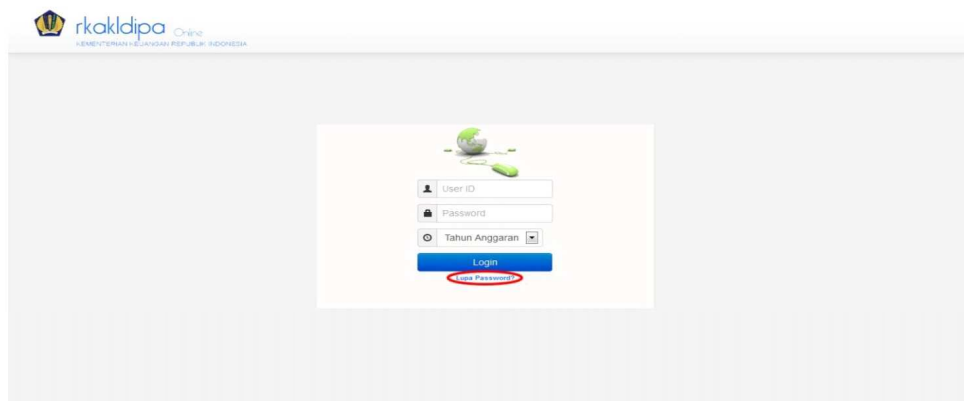 rkakldipa Online
KEMENTERIAN KEUANGAN REPUBLIK INDONESIA
User ID
Password
Tahun Anggaran
Login
Lupa Password?